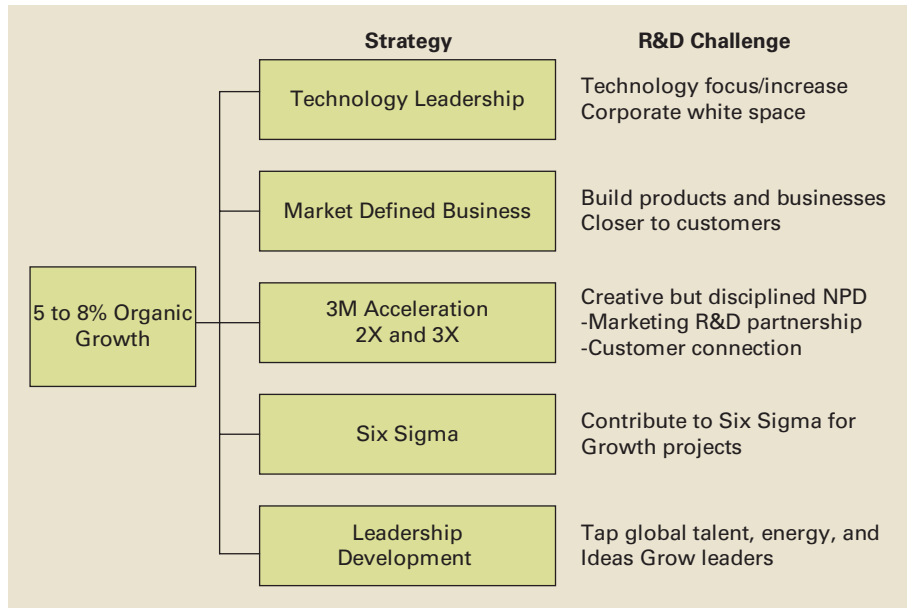 Strategy
R&D Challenge
Technology Leadership
Technology focus/increase
Corporate white space
Market Defined Business
Build products and businesses
Closer to customers
5 to 8% Organic
Growth
3M Acceleration
2X and 3X
Creative but disciplined NPD
-Marketing R&D partnership
-Customer connection
Six Sigma
Contribute to Six Sigma for
Growth projects
Leadership
Development
Tap global talent, energy, and
Ideas Grow leaders